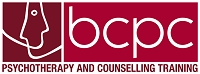 bcpc
PSYCHOTHERAPY AND COUNSELLING TRAINING